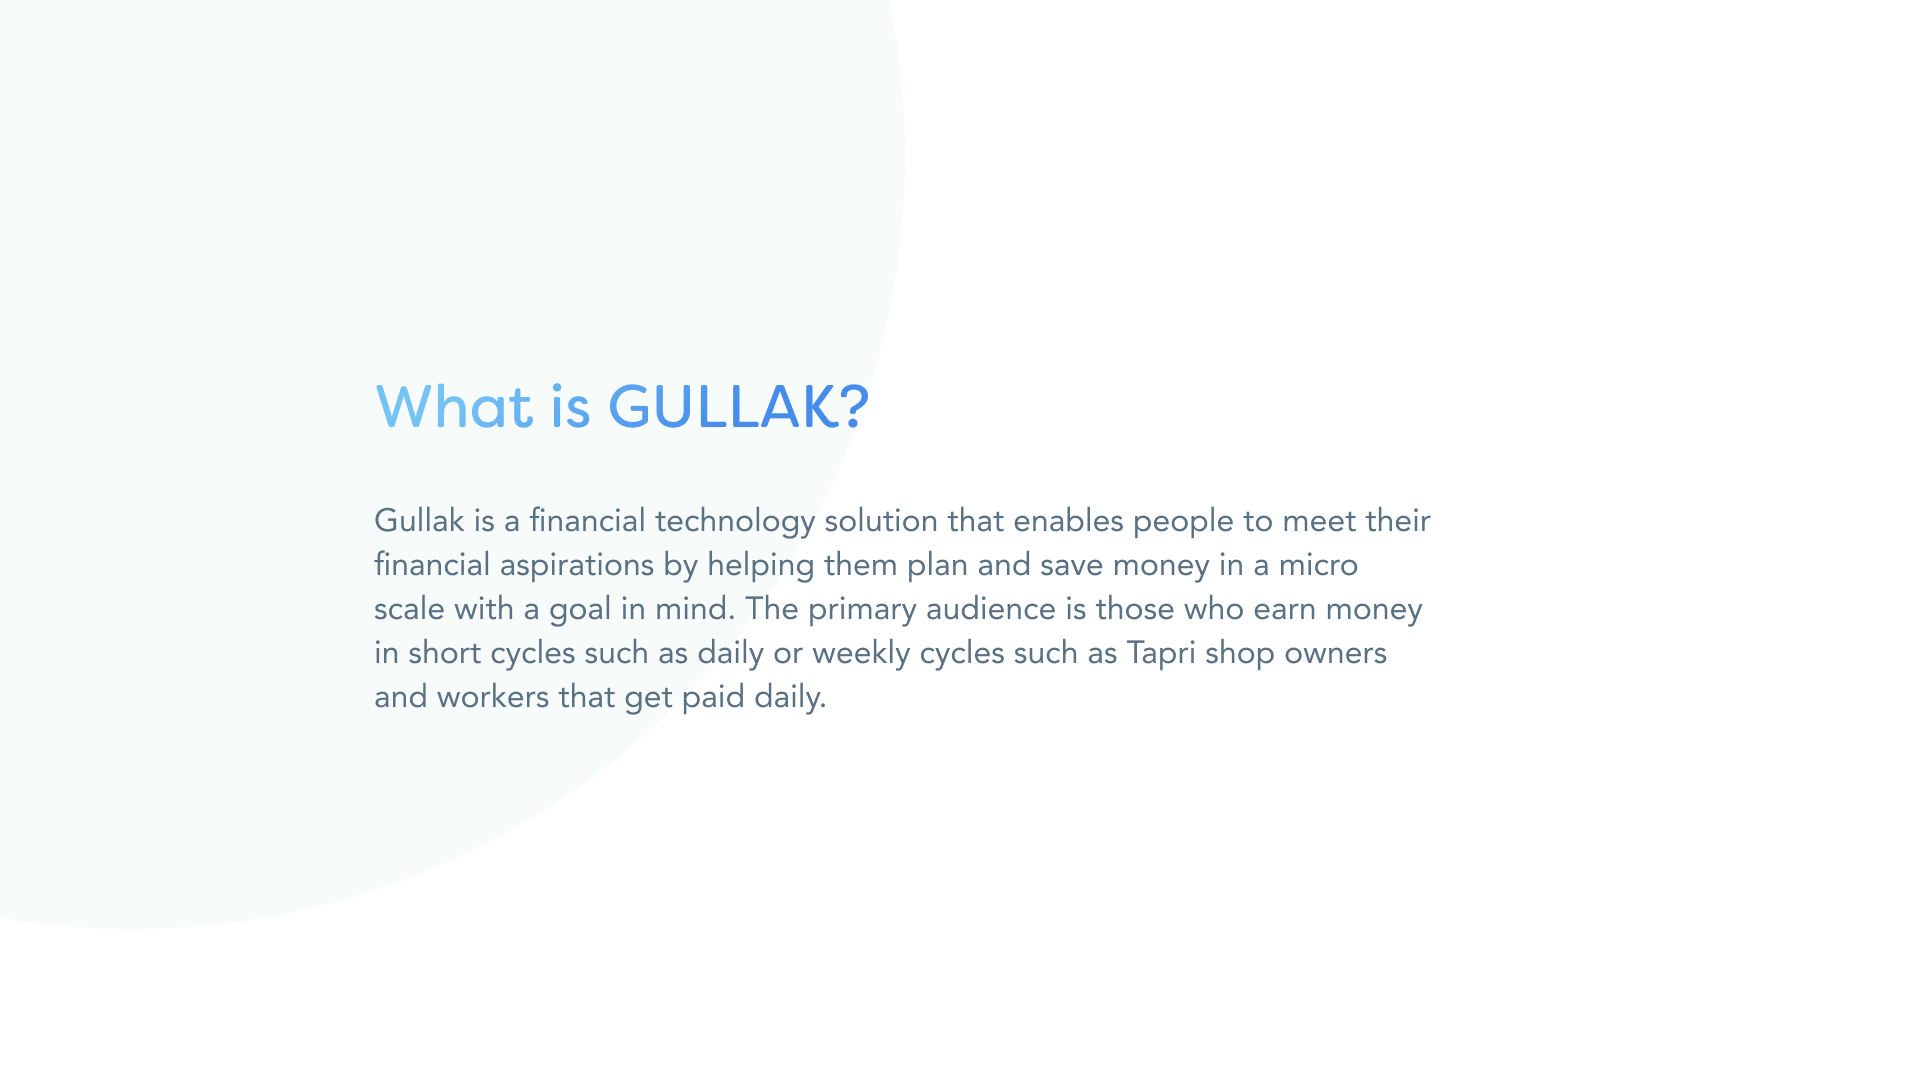 What is GULLAK?
Gullak is a financial technology solution that enables people to meet their
financial aspirations by helping them plan and save money in a micro
scale with a goal in mind. The primary audience is those who earn money
in short cycles such as daily or weekly cycles such as Tapri shop owners
and workers that get paid daily.